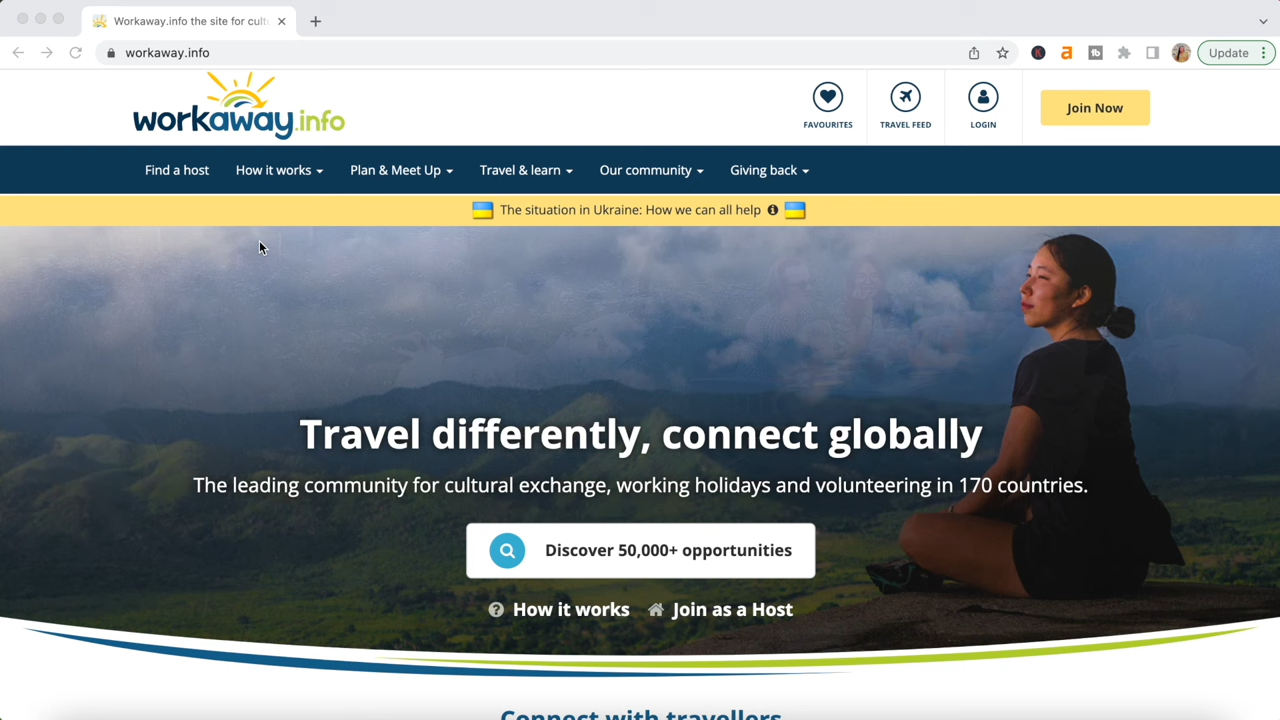 Workaway.info the site for cult
workaway.info
Update
workaway.info
FAVOURITES
TRAVEL FEED
LOGIN
Join Now
Find a host
How it works
Plan & Meet Up
Travel & learn
Our community
Giving back
The situation in Ukraine: How we can all help
Travel differently, connect globally
The leading community for cultural exchange, working holidays and volunteering in 170 countries.
Discover 50,000+ opportunities
How it works
Join as a Host
Connect with travellers